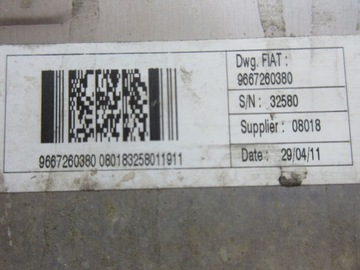 Dwg. FIAT :
9667260380
S/N : 32580
Supplier : 08018
Date : 29/04/11
9667260380 080183258011911